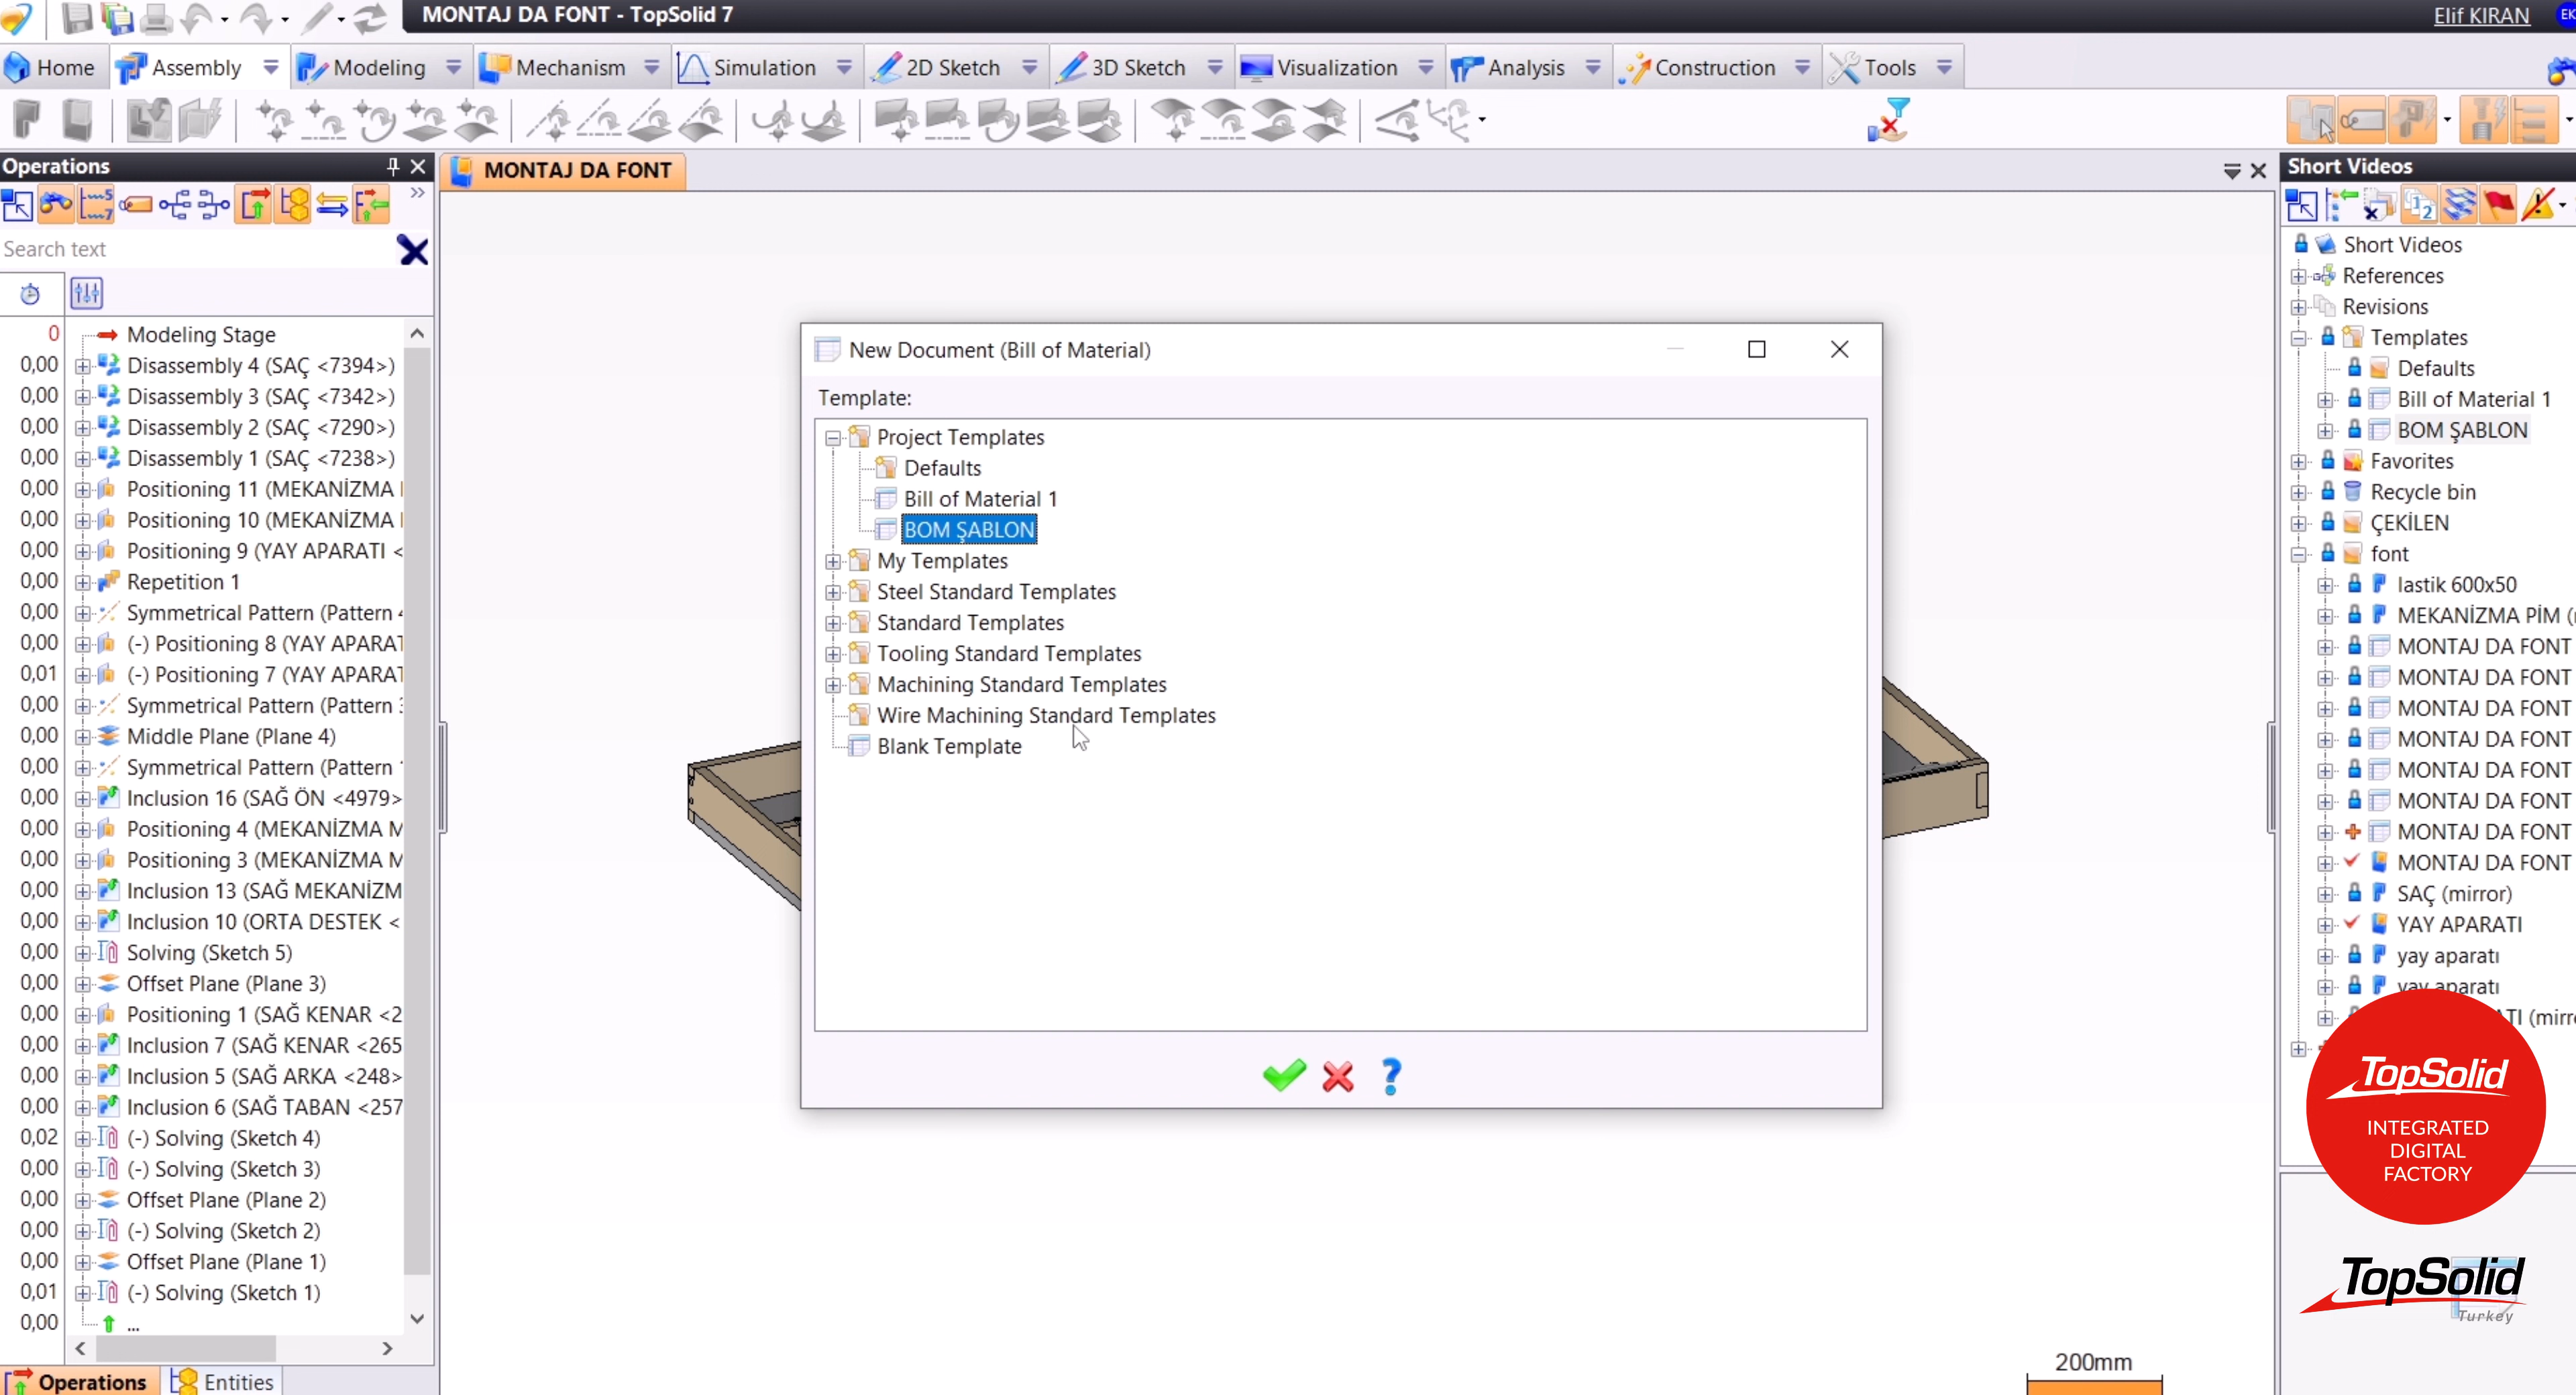 MONTAJ DA FONT - TopSolid 7
Elif KIRAN
EK
Home
Assembly
Modeling
Mechanism
Simulation
2D Sketch
3D Sketch
Visualization
Analysis
Construction
Tools
Operations
Search text
0 Modeling Stage
0,00 Disassembly 4 (SAÇ <7394>)
0,00 Disassembly 3 (SAÇ <7342>)
0,00 Disassembly 2 (SAÇ <7290>)
0,00 Disassembly 1 (SAÇ <7238>)
0,00 Positioning 11 (MEKANİZMA
0,00 Positioning 10 (MEKANİZMA
0,00 Positioning 9 (YAY APARATI <
0,00 Repetition 1
0,00 Symmetrical Pattern (Pattern
0,00 (-) Positioning 8 (YAY APARAT
0,01 (-) Positioning 7 (YAY APARAT
0,00 Symmetrical Pattern (Pattern
0,00 Middle Plane (Plane 4)
0,00 Symmetrical Pattern (Pattern
0,00 Inclusion 16 (SAĞ ÖN <4979>
0,00 Positioning 4 (MEKANİZMA M
0,00 Positioning 3 (MEKANİZMA M
0,00 Inclusion 13 (SAĞ MEKANİZM
0,00 Inclusion 10 (ORTA DESTEK <
0,00 Solving (Sketch 5)
0,00 Offset Plane (Plane 3)
0,00 Positioning 1 (SAĞ KENAR <2
0,00 Inclusion 7 (SAĞ KENAR <265
0,00 Inclusion 5 (SAĞ ARKA <248>
0,00 Inclusion 6 (SAĞ TABAN <257
0,02 (-) Solving (Sketch 4)
0,00 (-) Solving (Sketch 3)
0,00 Offset Plane (Plane 2)
0,00 (-) Solving (Sketch 2)
0,00 Offset Plane (Plane 1)
0,01 (-) Solving (Sketch 1)
0,00 ...
Operations
Entities
MONTAJ DA FONT
New Document (Bill of Material)
Template:
Project Templates
Defaults
Bill of Material 1
BOM ŞABLON
My Templates
Steel Standard Templates
Standard Templates
Tooling Standard Templates
Machining Standard Templates
Wire Machining Standard Templates
Blank Template
200mm
Short Videos
Short Videos
References
Revisions
Templates
Defaults
Bill of Material 1
BOM ŞABLON
Favorites
Recycle bin
ÇEKİLEN
font
lastik 600x50
MEKANİZMA PİM (
MONTAJ DA FONT
MONTAJ DA FONT
MONTAJ DA FONT
MONTAJ DA FONT
MONTAJ DA FONT
MONTAJ DA FONT
MONTAJ DA FONT
MONTAJ DA FONT
SAÇ (mirror)
YAY APARATI
yay aparatı
yay aparatı
TI (mirr
TopSolid
INTEGRATED
DIGITAL
FACTORY
TopSolid
Turkey